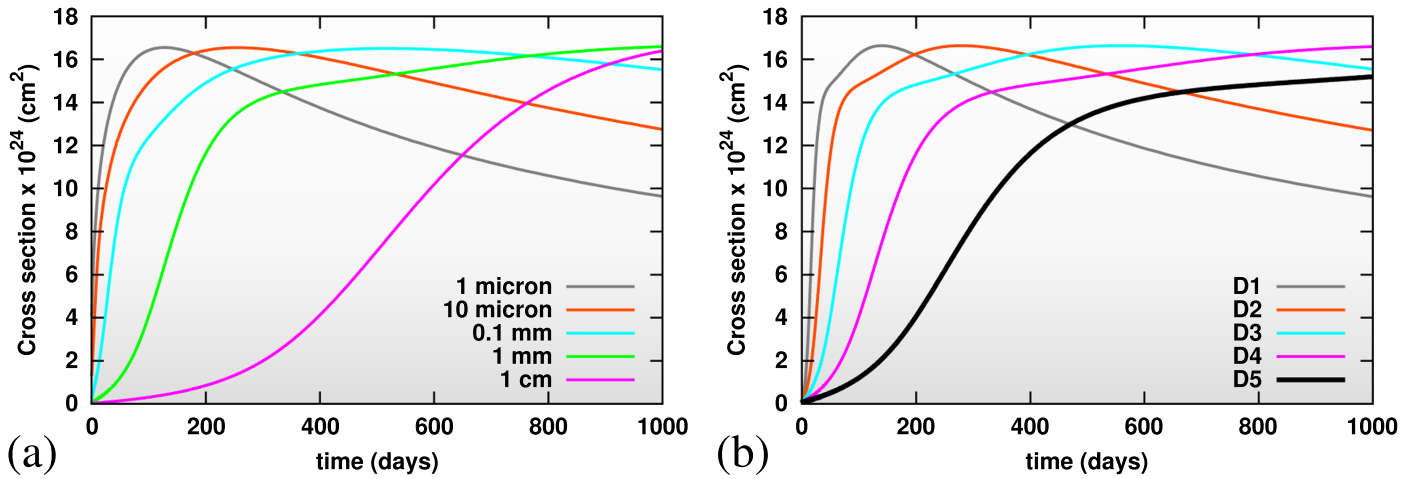 Cross section x 10^24 (cm^2)
18
16
14
12
10
8
6
4
2
0
1 micron
10 micron
0.1 mm
1 mm
1 cm
0 200 400 600 800 1000
time (days)
(a)
Cross section x 10^24 (cm^2)
18
16
14
12
10
8
6
4
2
0
D1
D2
D3
D4
D5
0 200 400 600 800 1000
time (days)
(b)